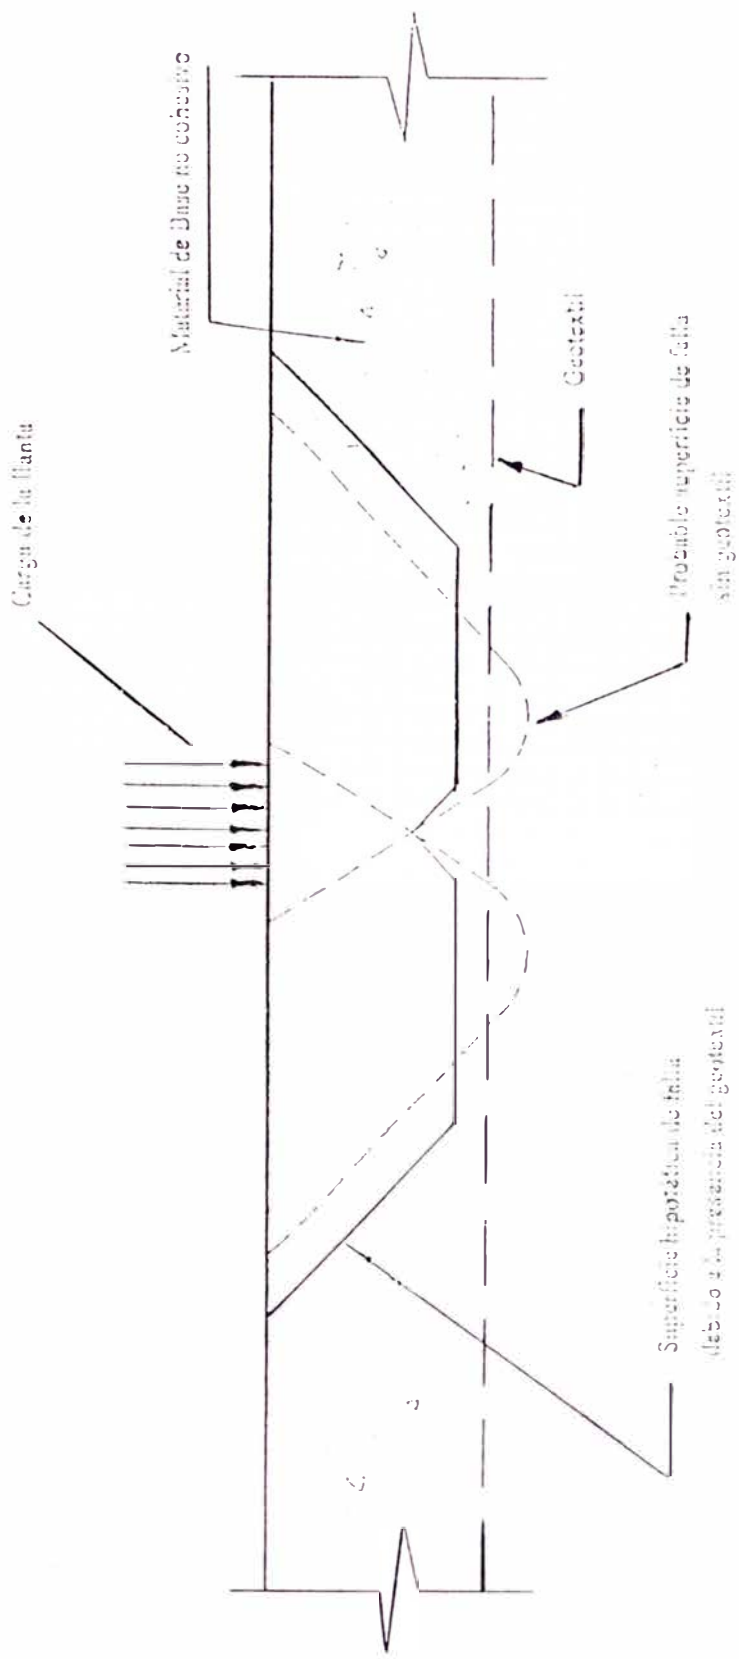 Carga de la llanta
Material de Base no cohesivo
Geotextil
Probable superficie de falla
sin geotextil
Superficie hipotética de falla
debido a la presencia del geotextil